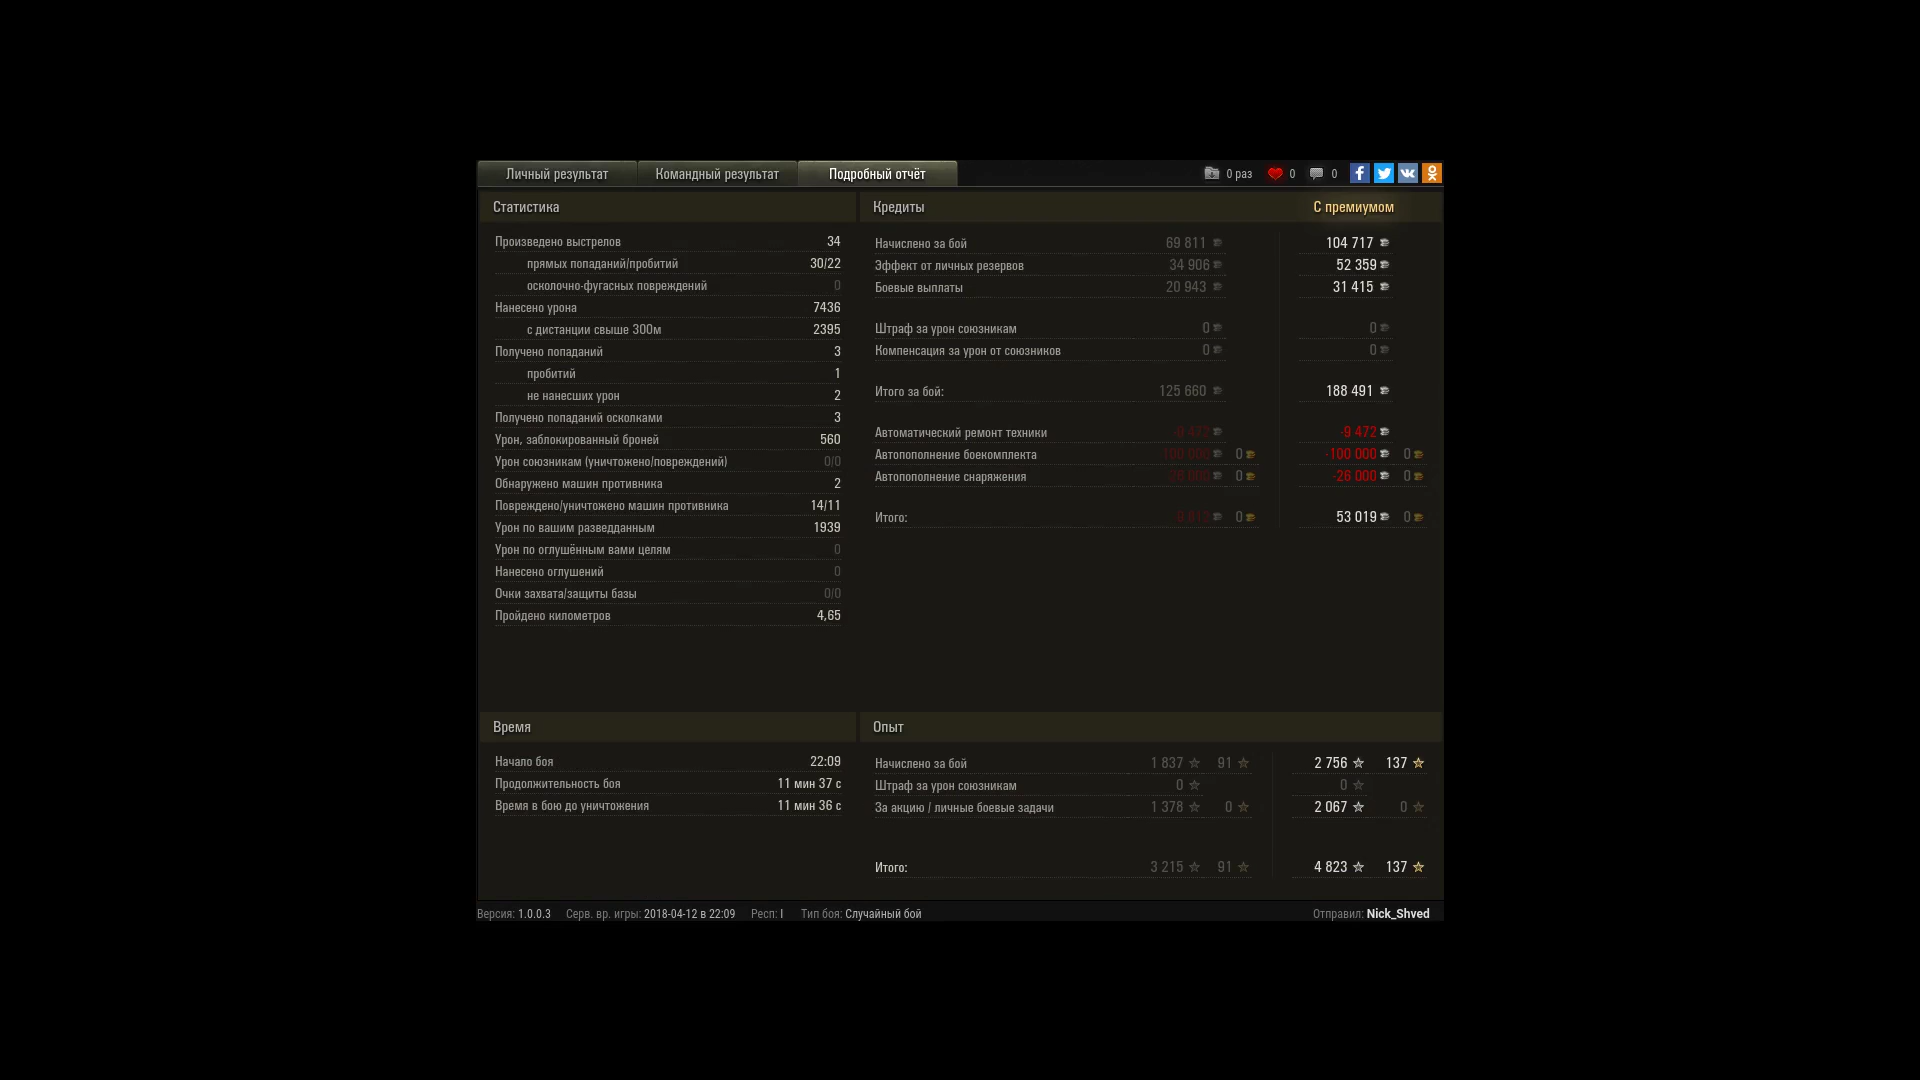 Личный результат Командный результат Подробный отчёт 0 раз 0 0
Статистика
Произведено выстрелов 34
прямых попаданий/пробитий 30/22
осколочно-фугасных повреждений 0
Нанесено урона 7436
с дистанции свыше 300м 2395
Получено попаданий 3
пробитий 1
не нанесших урон 2
Получено попаданий осколками 3
Урон, заблокированный броней 560
Урон союзникам (уничтожено/повреждений) 0/0
Обнаружено машин противника 2
Повреждено/уничтожено машин противника 14/11
Урон по вашим разведданным 1939
Урон по оглушённым вами целям 0
Нанесено оглушений 0
Очки захвата/защиты базы 0/0
Пройдено километров 4,65
Кредиты С премиумом
Начислено за бой 69 811 104 717
Эффект от личных резервов 34 906 52 359
Боевые выплаты 20 943 31 415
Штраф за урон союзникам 0 0
Компенсация за урон от союзников 0 0
Итого за бой: 125 660 188 491
Автоматический ремонт техники -9 472 -9 472
Автопополнение боекомплекта -100 000 0 -100 000 0
Автопополнение снаряжения -26 000 0 -26 000 0
Итого: 0 53 019 0
Время
Начало боя 22:09
Продолжительность боя 11 мин 37 с
Время в бою до уничтожения 11 мин 36 с
Опыт
Начислено за бой 1 837 91 2 756 137
Штраф за урон союзникам 0 0
За акцию / личные боевые задачи 1 378 0 2 067 0
Итого: 3 215 91 4 823 137
Версия: 1.0.0.3 Серв. вр. игры: 2018-04-12 в 22:09 Респ: I Тип боя: Случайный бой Отправил: Nick_Shved